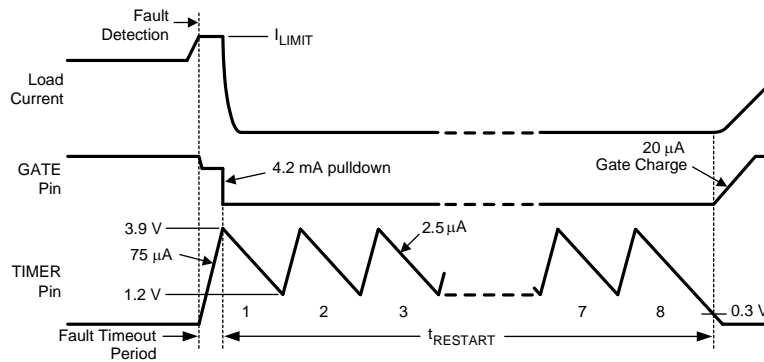 Fault
Detection
I_LIMIT
Load
Current
20 μA
Gate Charge
GATE
Pin
4.2 mA pulldown
3.9 V
2.5 μA
75 μA
TIMER
Pin
1.2 V
1 2 3 7 8
0.3 V
Fault Timeout
Period
t_RESTART